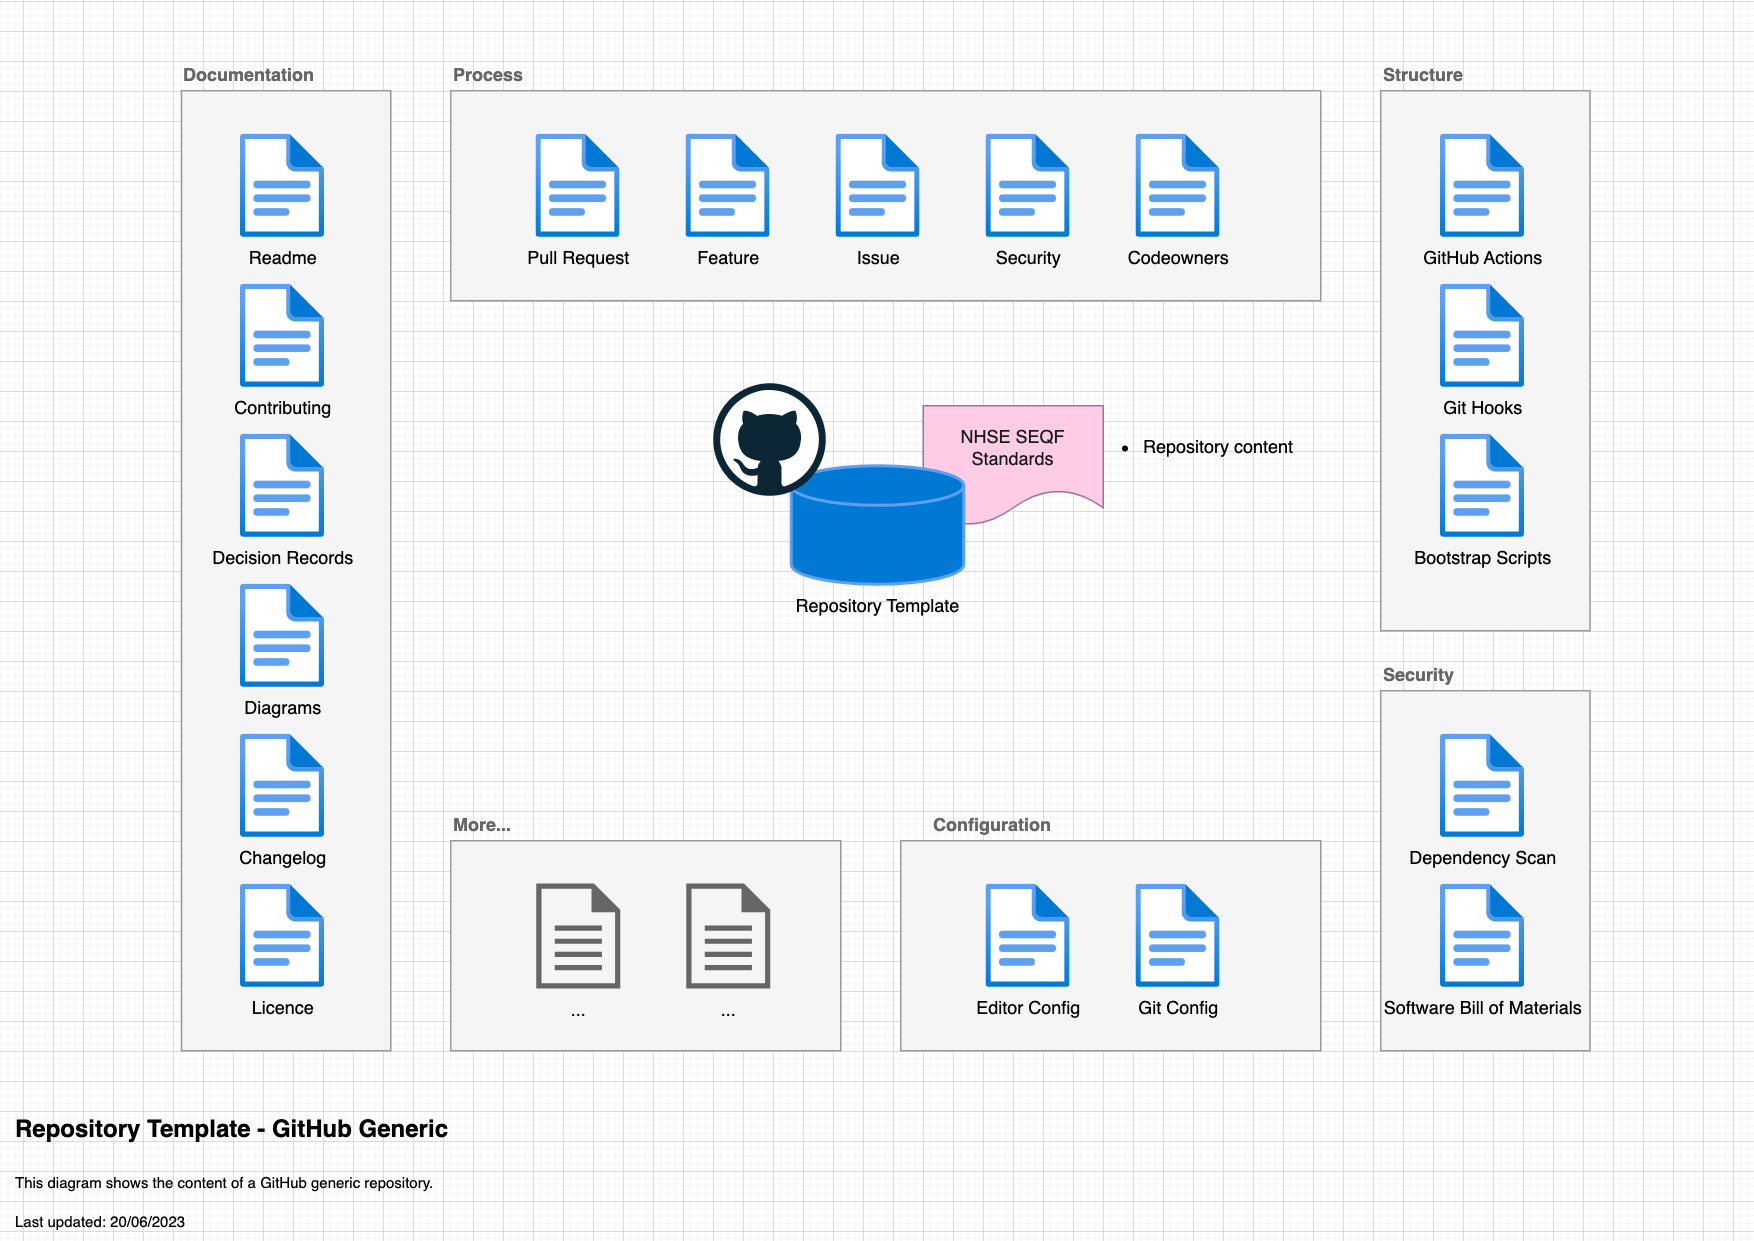 Documentation
Readme
Contributing
Decision Records
Diagrams
Changelog
Licence
Process
Pull Request
Feature
Issue
Security
Codeowners
Structure
GitHub Actions
Git Hooks
Bootstrap Scripts
NHSE SEQF
Standards
• Repository content
Repository Template
Security
Dependency Scan
Software Bill of Materials
More...
...
...
Configuration
Editor Config
Git Config
Repository Template - GitHub Generic
This diagram shows the content of a GitHub generic repository.
Last updated: 20/06/2023